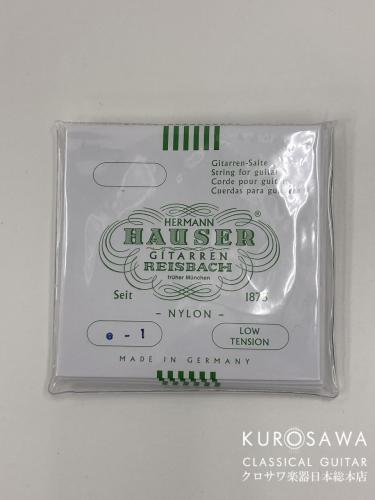 Gitarren-Saite
String for guitar
Corde pour guitare
Cuerdas para guitarra
HERMANN
HAUSER
®
GITARREN
REISBACH
früher München
Seit 1875
- NYLON -
e - 1
LOW
TENSION
MADE IN GERMANY
KUROSAWA
CLASSICAL GUITAR
クロサワ楽器日本総本店